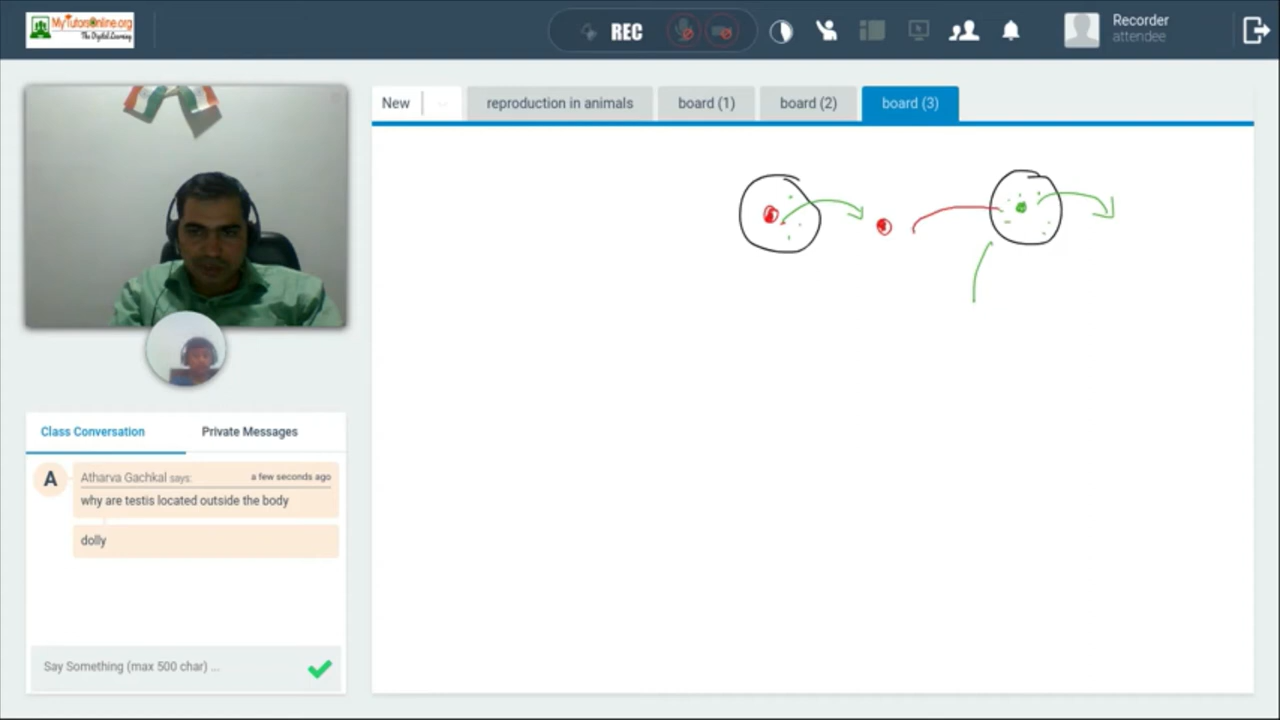 MyTutorsOnline.org
The Digital Learning
REC
Recorder
attendee
New
reproduction in animals
board (1)
board (2)
board (3)
Class Conversation
Private Messages
A
Atharva Gachkal says:
a few seconds ago
why are testis located outside the body
dolly
Say Something (max 500 char) ...